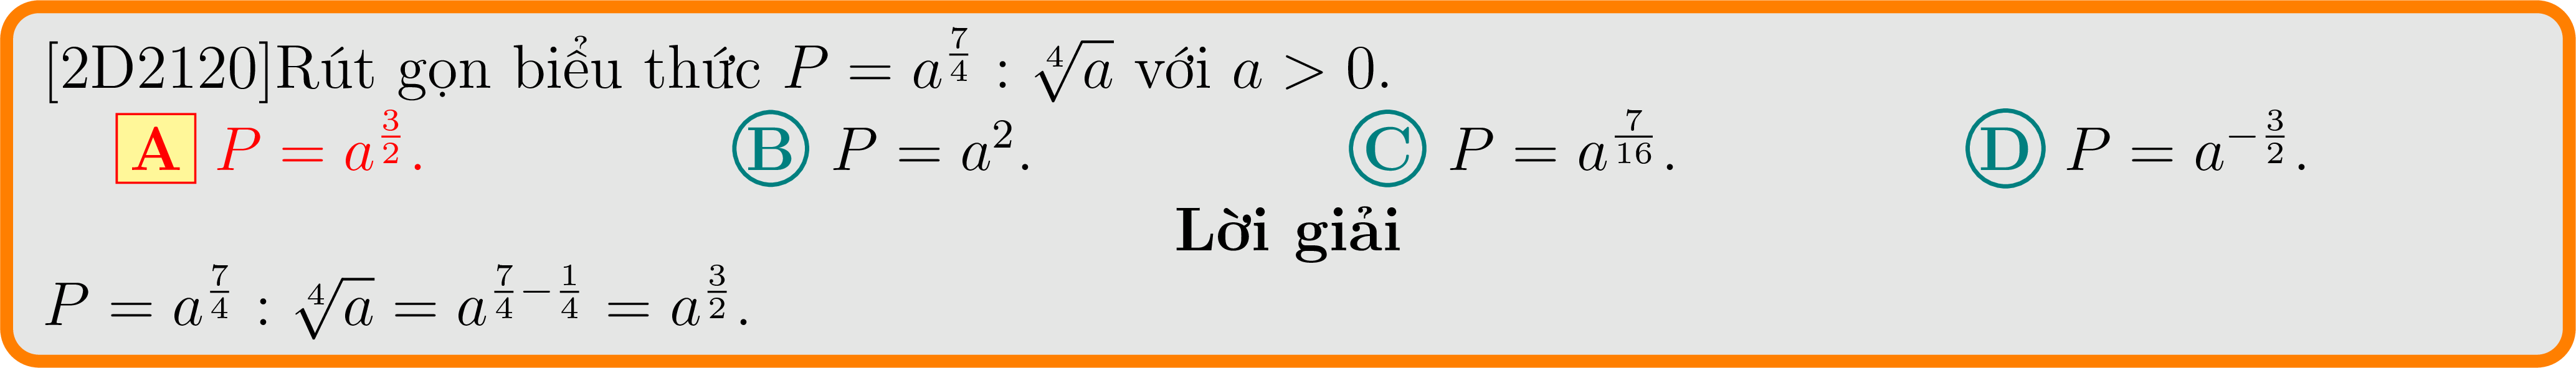 [2D2120]Rút gọn biểu thức $P = a^{\frac{7}{4}} : \sqrt[4]{a}$ với $a > 0$.
A $P = a^{\frac{3}{2}}$. B $P = a^{2}$. C $P = a^{\frac{7}{16}}$. D $P = a^{-\frac{3}{2}}$.
Lời giải
$P = a^{\frac{7}{4}} : \sqrt[4]{a} = a^{\frac{7}{4}-\frac{1}{4}} = a^{\frac{3}{2}}$.